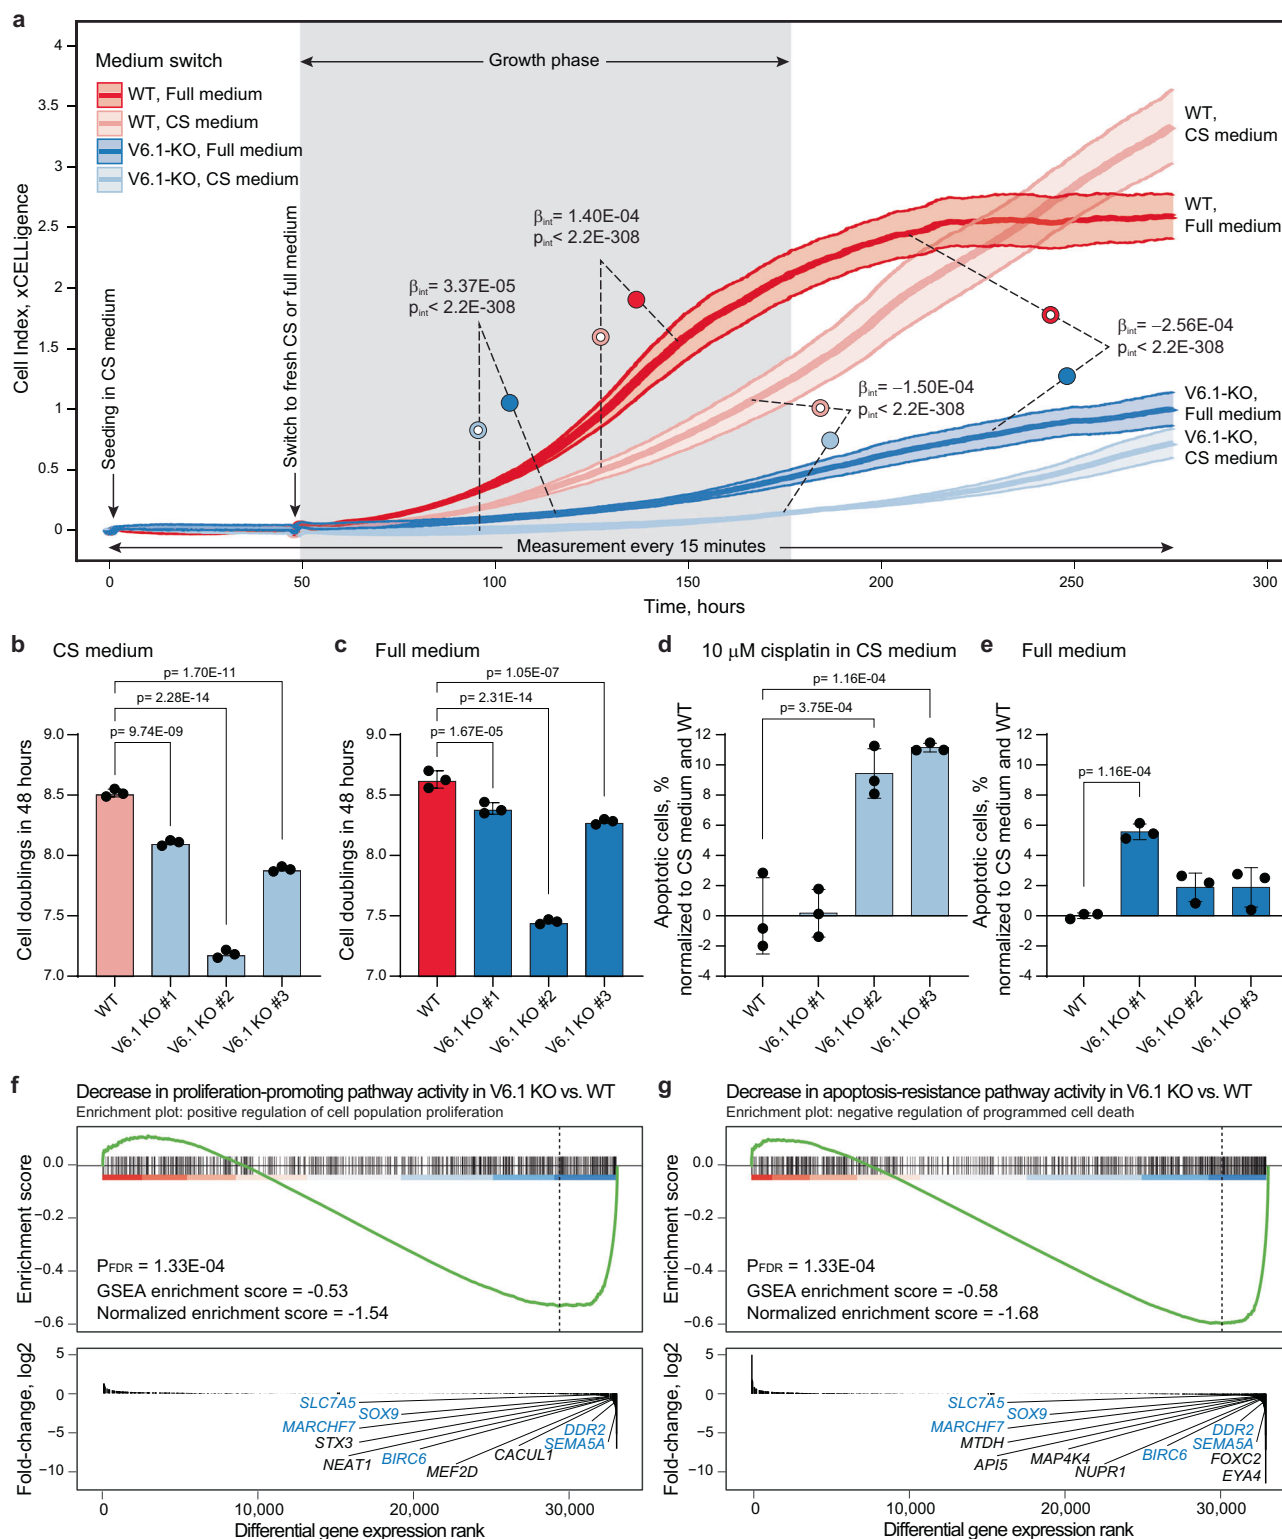 a
Medium switch
WT, Full medium
WT, CS medium
V6.1-KO, Full medium
V6.1-KO, CS medium
Growth phase
Seeding in CS medium
Switch to fresh CS or full medium
βint = 3.37E-05
pint< 2.2E-308
βint = 1.40E-04
pint< 2.2E-308
βint = −1.50E-04
pint< 2.2E-308
βint = −2.56E-04
pint< 2.2E-308
WT,
CS medium
WT,
Full medium
V6.1-KO,
Full medium
V6.1-KO,
CS medium
Measurement every 15 minutes
Cell Index, xCELLigence
4
3.5
3
2.5
2
1.5
1
0.5
0
0 50 100 150 200 250 300
Time, hours
b CS medium
p= 1.70E-11
p= 2.28E-14
p= 9.74E-09
Cell doublings in 48 hours
9.0
8.5
8.0
7.5
7.0
WT V6.1 KO #1 V6.1 KO #2 V6.1 KO #3
c Full medium
p= 1.05E-07
p= 2.31E-14
p= 1.67E-05
Cell doublings in 48 hours
9.0
8.5
8.0
7.5
7.0
WT V6.1 KO #1 V6.1 KO #2 V6.1 KO #3
d 10 μM cisplatin in CS medium
p= 1.16E-04
p= 3.75E-04
Apoptotic cells, %
normalized to CS medium and WT
12
10
8
6
4
2
0
-2
-4
WT V6.1 KO #1 V6.1 KO #2 V6.1 KO #3
e Full medium
p= 1.16E-04
Apoptotic cells, %
normalized to CS medium and WT
12
10
8
6
4
2
0
-2
-4
WT V6.1 KO #1 V6.1 KO #2 V6.1 KO #3
f Decrease in proliferation-promoting pathway activity in V6.1 KO vs. WT
Enrichment plot: positive regulation of cell population proliferation
Enrichment score
0.0
−0.2
−0.4
−0.6
PFDR = 1.33E-04
GSEA enrichment score = -0.53
Normalized enrichment score = -1.54
Fold-change, log2
5
0
−5
−10
SLC7A5
SOX9
MARCHF7
STX3
NEAT1
BIRC6
MEF2D
CACUL1
DDR2
SEMA5A
0 10,000 20,000 30,000
Differential gene expression rank
g Decrease in apoptosis-resistance pathway activity in V6.1 KO vs. WT
Enrichment plot: negative regulation of programmed cell death
Enrichment score
0.0
−0.2
−0.4
−0.6
PFDR = 1.33E-04
GSEA enrichment score = -0.58
Normalized enrichment score = -1.68
Fold-change, log2
5
0
−5
−10
SLC7A5
SOX9
MARCHF7
MTDH
API5
MAP4K4
NUPR1
BIRC6
DDR2
SEMA5A
FOXC2
EYA4
0 10,000 20,000 30,000
Differential gene expression rank